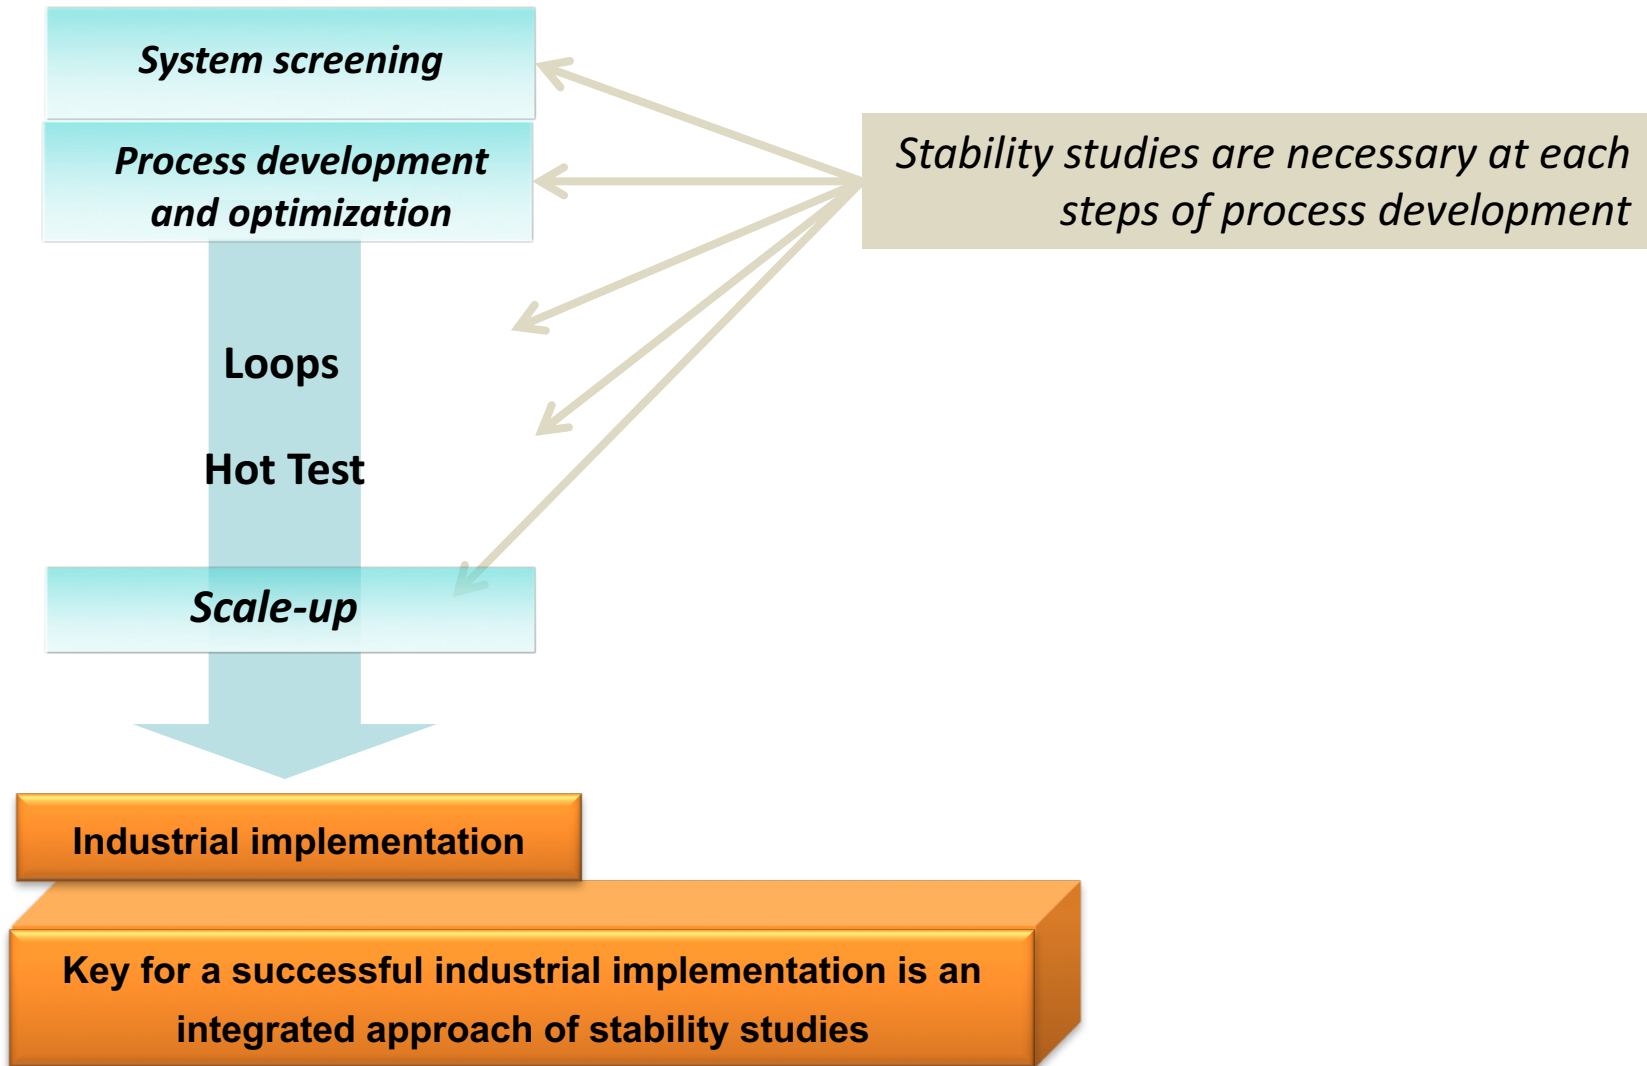 System screening
Process development
and optimization
Stability studies are necessary at each
steps of process development
Loops
Hot Test
Scale-up
Industrial implementation
Key for a successful industrial implementation is an
integrated approach of stability studies